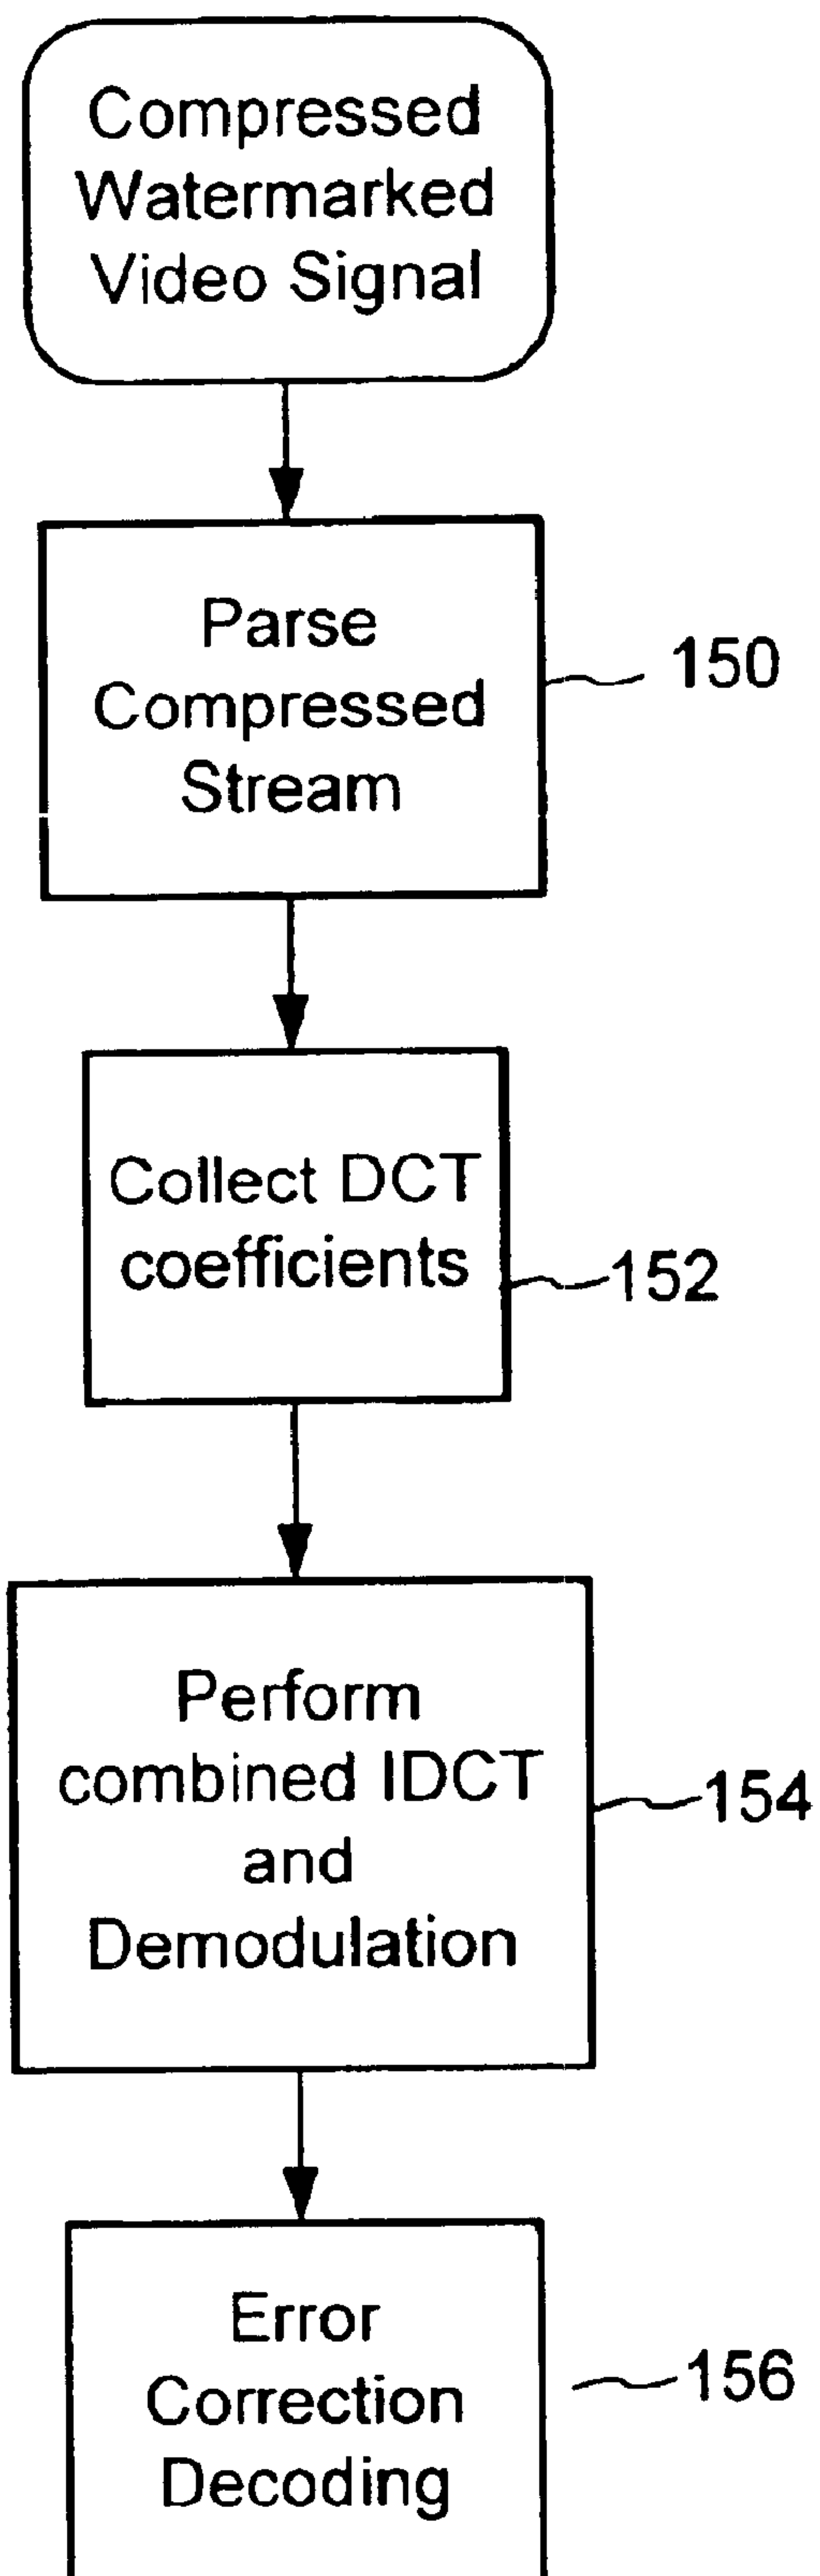 Compressed
Watermarked
Video Signal
Parse
Compressed
Stream
150
Collect DCT
coefficients
152
Perform
combined IDCT
and
Demodulation
154
Error
Correction
Decoding
156